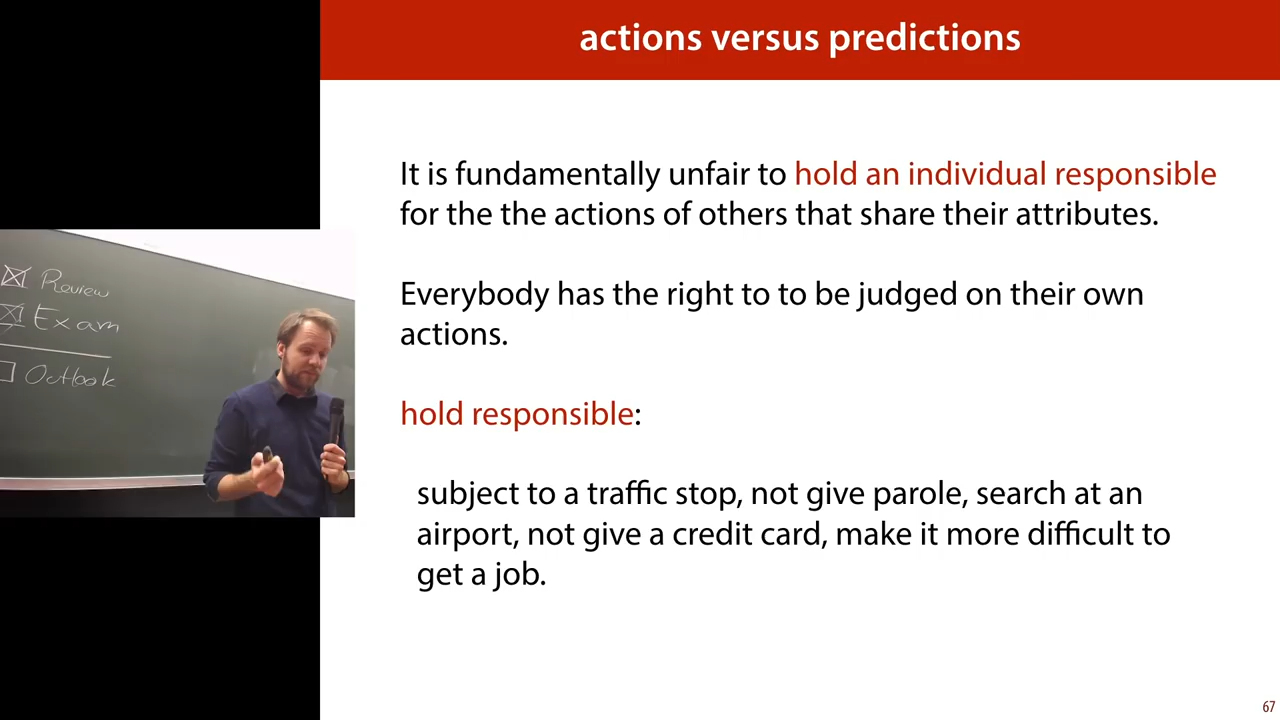 actions versus predictions
It is fundamentally unfair to hold an individual responsible
for the the actions of others that share their attributes.
Everybody has the right to to be judged on their own
actions.
hold responsible:
subject to a traffic stop, not give parole, search at an
airport, not give a credit card, make it more difficult to
get a job.
Review
Exam
Outlook
67